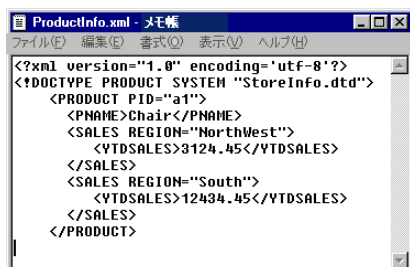 ProductInfo.xml - メモ帳
ファイル(F) 編集(E) 書式(O) 表示(V) ヘルプ(H)
<?xml version="1.0" encoding='utf-8'?>
<!DOCTYPE PRODUCT SYSTEM "StoreInfo.dtd">
<PRODUCT PID="a1">
<PNAME>Chair</PNAME>
<SALES REGION="NorthWest">
<YTDSALES>3124.45</YTDSALES>
</SALES>
<SALES REGION="South">
<YTDSALES>12434.45</YTDSALES>
</SALES>
</PRODUCT>